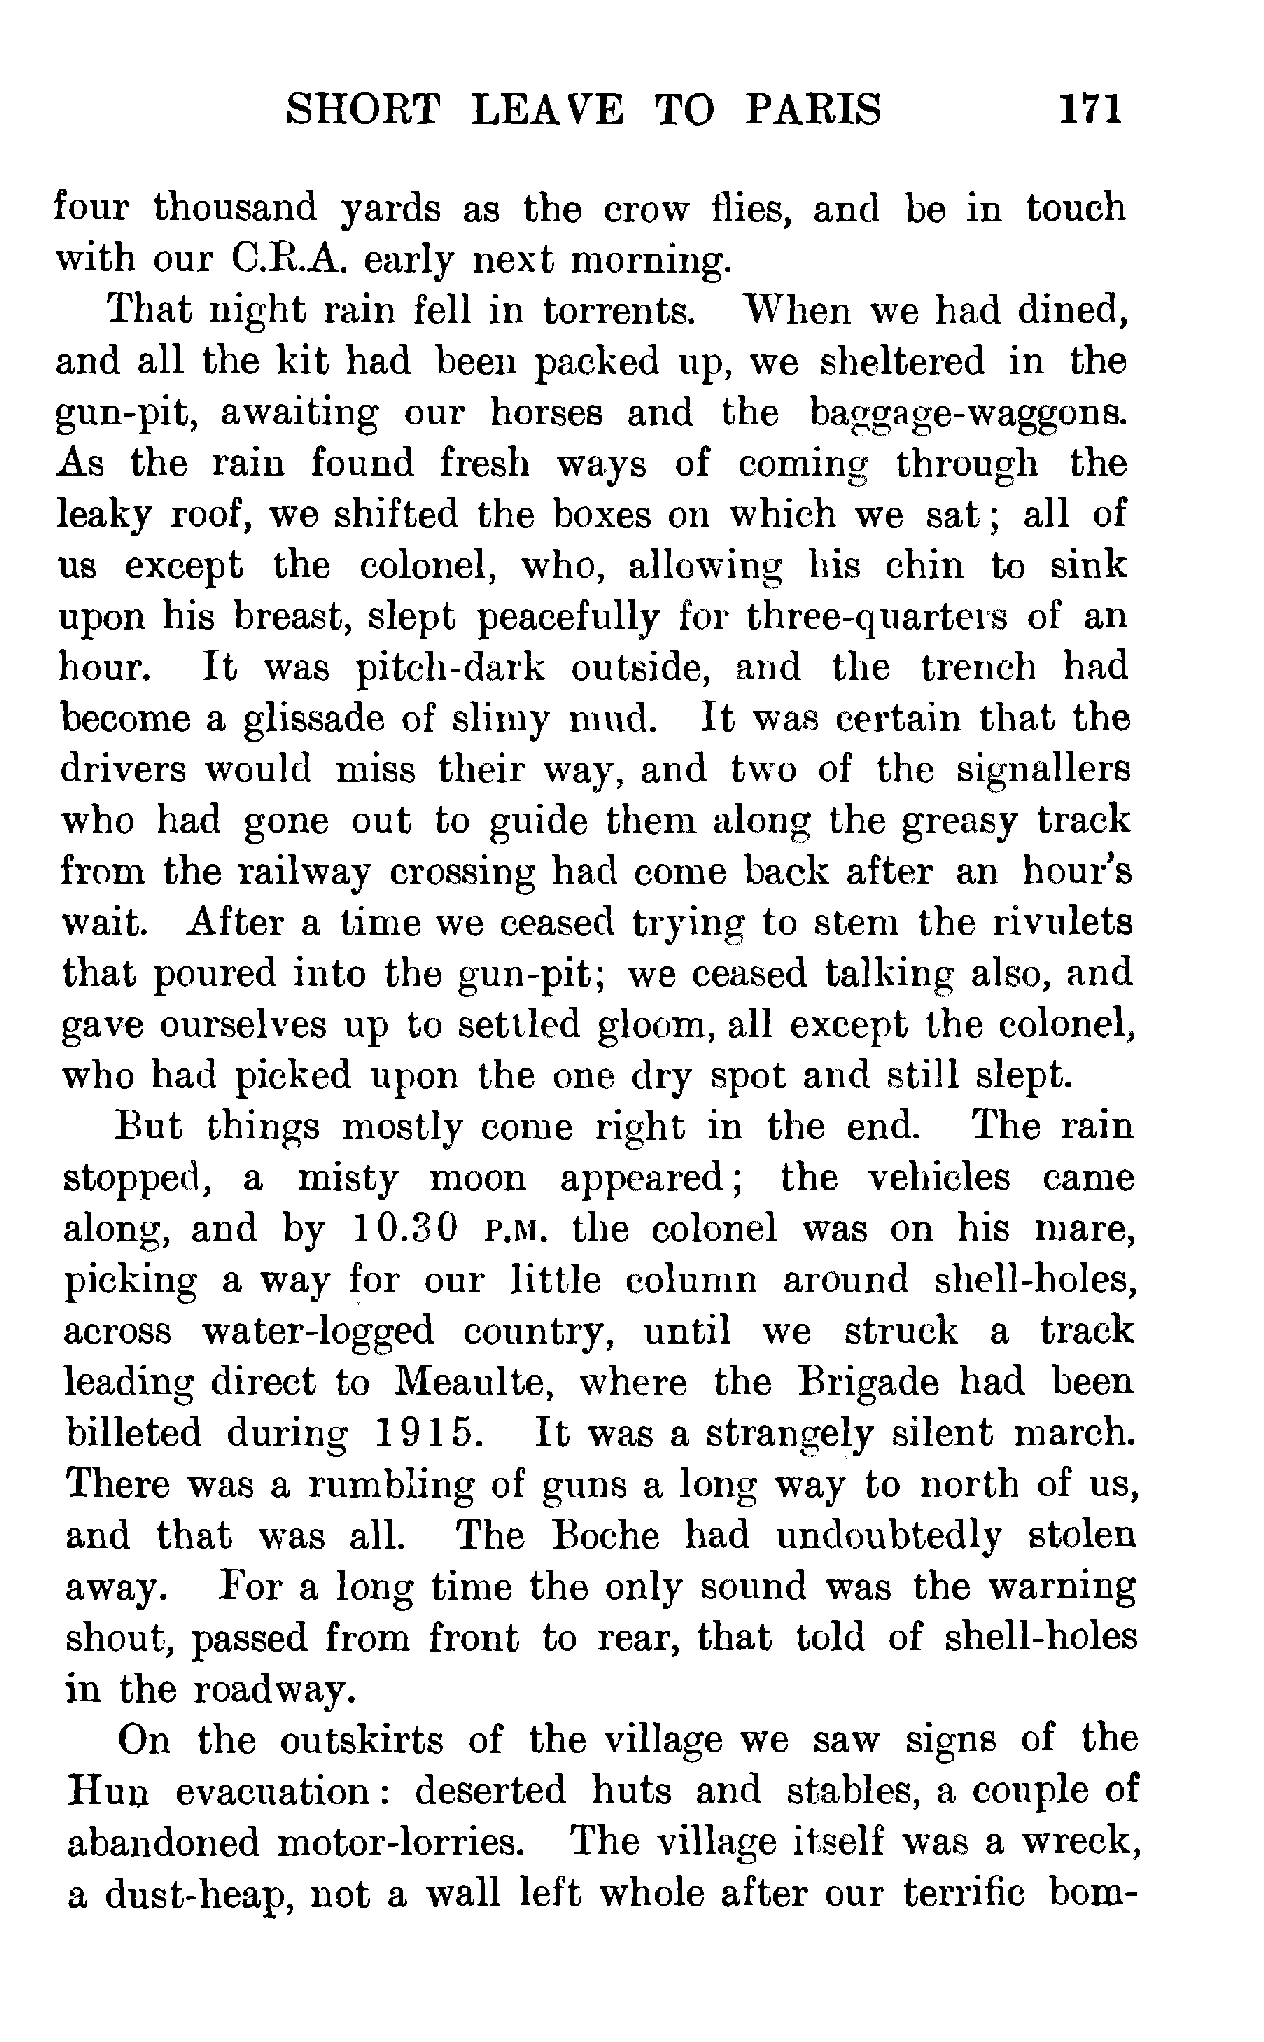 SHORT LEAVE TO PARIS 171
four thousand yards as the crow flies, and be in touch
with our C.R.A. early next morning.
That night rain fell in torrents. When we had dined,
and all the kit had been packed up, we sheltered in the
gun-pit, awaiting our horses and the baggage-waggons.
As the rain found fresh ways of coming through the
leaky roof, we shifted the boxes on which we sat; all of
us except the colonel, who, allowing his chin to sink
upon his breast, slept peacefully for three-quarters of an
hour. It was pitch-dark outside, and the trench had
become a glissade of slimy mud. It was certain that the
drivers would miss their way, and two of the signallers
who had gone out to guide them along the greasy track
from the railway crossing had come back after an hour's
wait. After a time we ceased trying to stem the rivulets
that poured into the gun-pit; we ceased talking also, and
gave ourselves up to settled gloom, all except the colonel,
who had picked upon the one dry spot and still slept.
But things mostly come right in the end. The rain
stopped, a misty moon appeared; the vehicles came
along, and by 10.30 P.M. the colonel was on his mare,
picking a way for our little column around shell-holes,
across water-logged country, until we struck a track
leading direct to Meaulte, where the Brigade had been
billeted during 1915. It was a strangely silent march.
There was a rumbling of guns a long way to north of us,
and that was all. The Boche had undoubtedly stolen
away. For a long time the only sound was the warning
shout, passed from front to rear, that told of shell-holes
in the roadway.
On the outskirts of the village we saw signs of the
Hun evacuation: deserted huts and stables, a couple of
abandoned motor-lorries. The village itself was a wreck,
a dust-heap, not a wall left whole after our terrific bom-